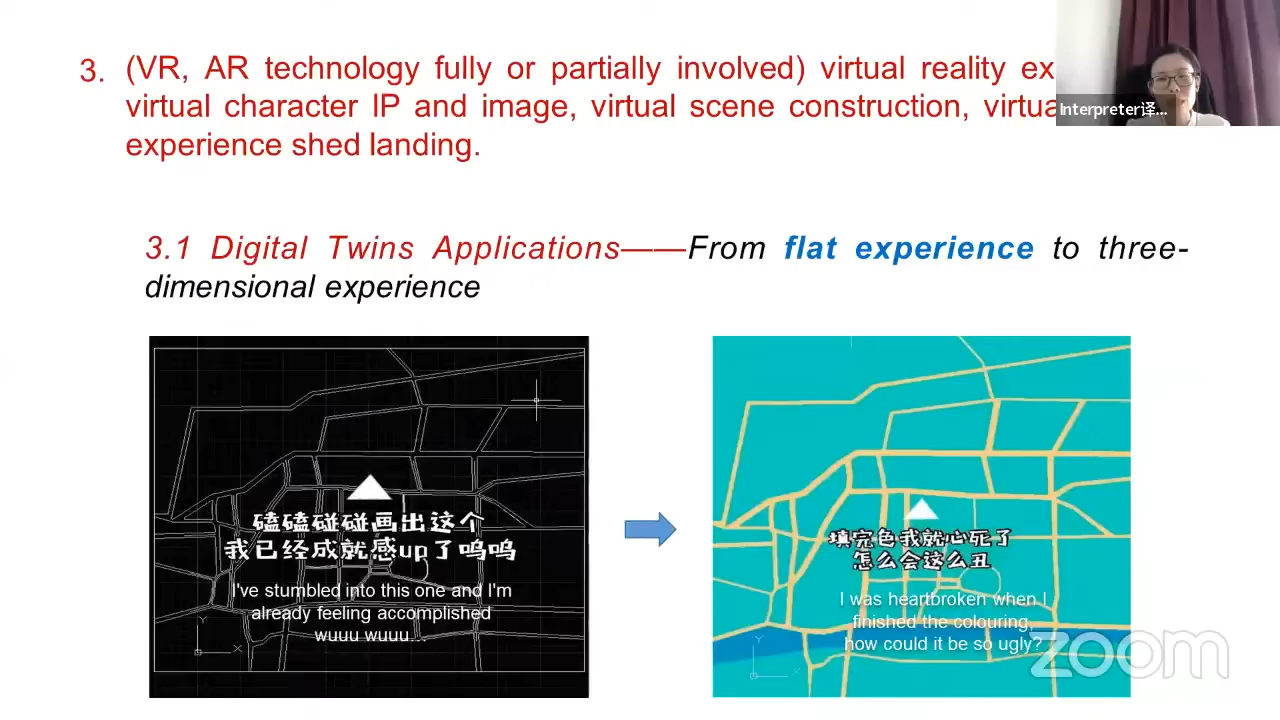 3. (VR, AR technology fully or partially involved) virtual reality ex
virtual character IP and image, virtual scene construction, virtua
experience shed landing.
Interpreter译...
3.1 Digital Twins Applications——From flat experience to three-
dimensional experience
磕磕碰碰画出这个
我已经成就感up了呜呜
I've stumbled into this one and I'm
already feeling accomplished
wuuu wuuu...
填完色我就心死了
怎么会这么丑
I was heartbroken when I
finished the colouring,
how could it be so ugly?
zoom